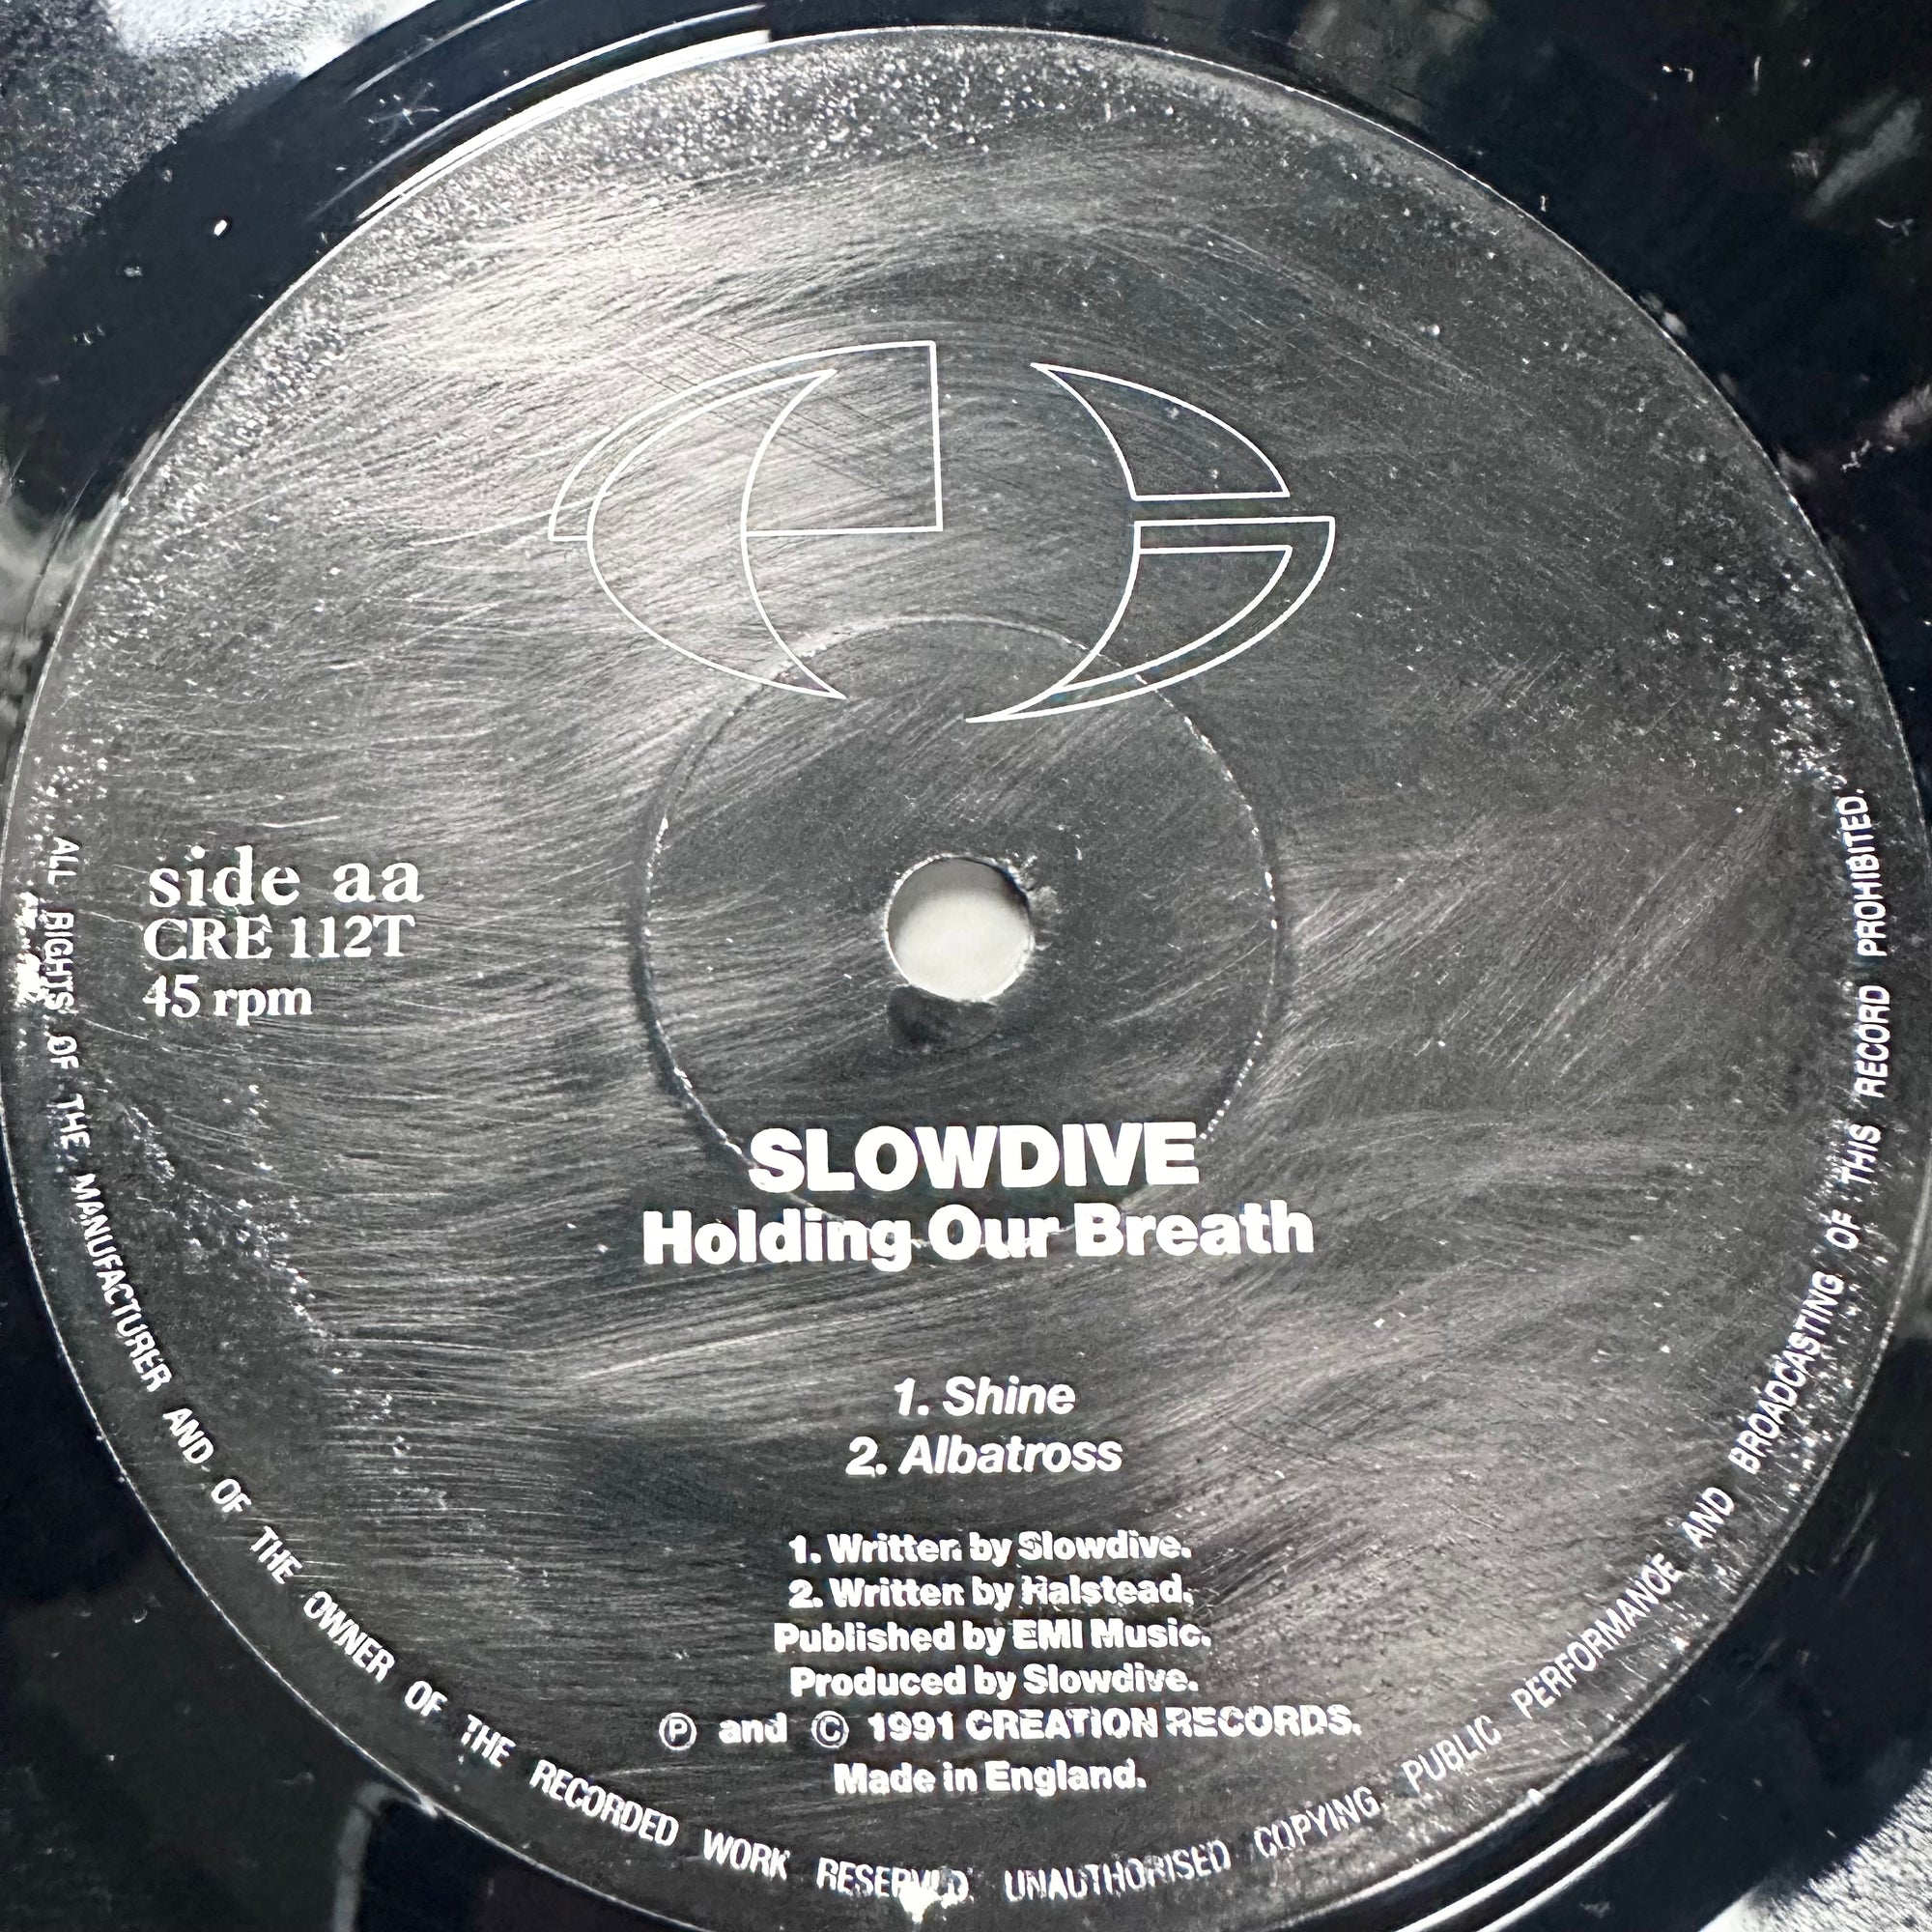 side aa
CRE 112T
45 rpm
SLOWDIVE
Holding Our Breath
1. Shine
2. Albatross
1. Written by Slowdive.
2. Written by Halstead.
Published by EMI Music.
Produced by Slowdive.
Ⓟ and © 1991 CREATION RECORDS.
Made in England.
ALL RIGHTS OF THE MANUFACTURER AND OF THE OWNER OF THE RECORDED WORK RESERVED. UNAUTHORISED COPYING, PUBLIC PERFORMANCE AND BROADCASTING OF THIS RECORD PROHIBITED.